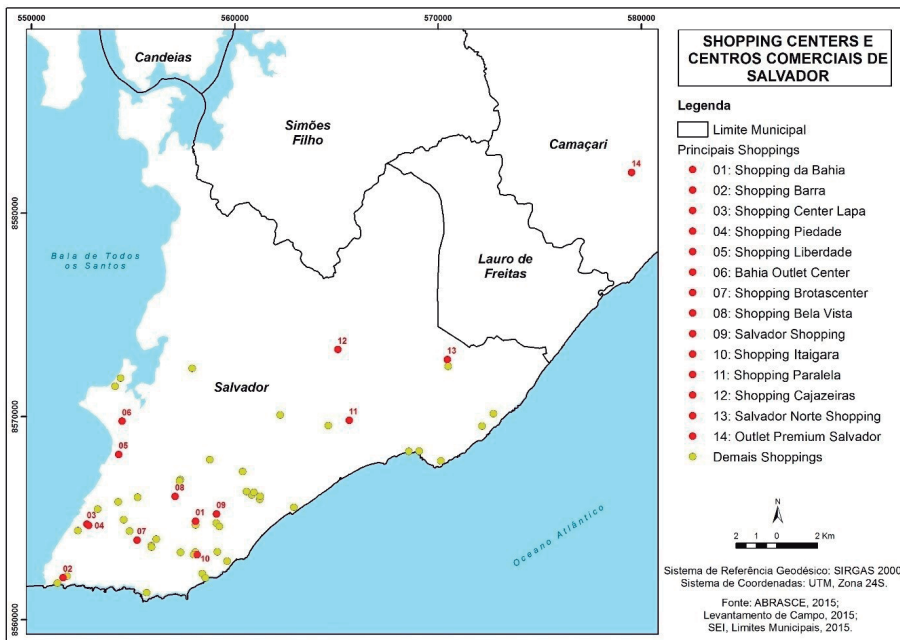 550000
560000
570000
580000
8580000
8570000
8560000
Candeias
Simões
Filho
Camaçari
14
Baía de Todos
os Santos
Lauro de
Freitas
12
13
Salvador
06
11
05
08
03
04
01
09
07
10
02
Oceano Atlântico
SHOPPING CENTERS E
CENTROS COMERCIAIS DE
SALVADOR
Legenda
Limite Municipal
Principais Shoppings
01: Shopping da Bahia
02: Shopping Barra
03: Shopping Center Lapa
04: Shopping Piedade
05: Shopping Liberdade
06: Bahia Outlet Center
07: Shopping Brotascenter
08: Shopping Bela Vista
09: Salvador Shopping
10: Shopping Itaigara
11: Shopping Paralela
12: Shopping Cajazeiras
13: Salvador Norte Shopping
14: Outlet Premium Salvador
Demais Shoppings
N
2 1 0 2 Km
Sistema de Referência Geodésico: SIRGAS 2000
Sistema de Coordenadas: UTM, Zona 24S.
Fonte: ABRASCE, 2015;
Levantamento de Campo, 2015;
SEI, Limites Municipais, 2015.